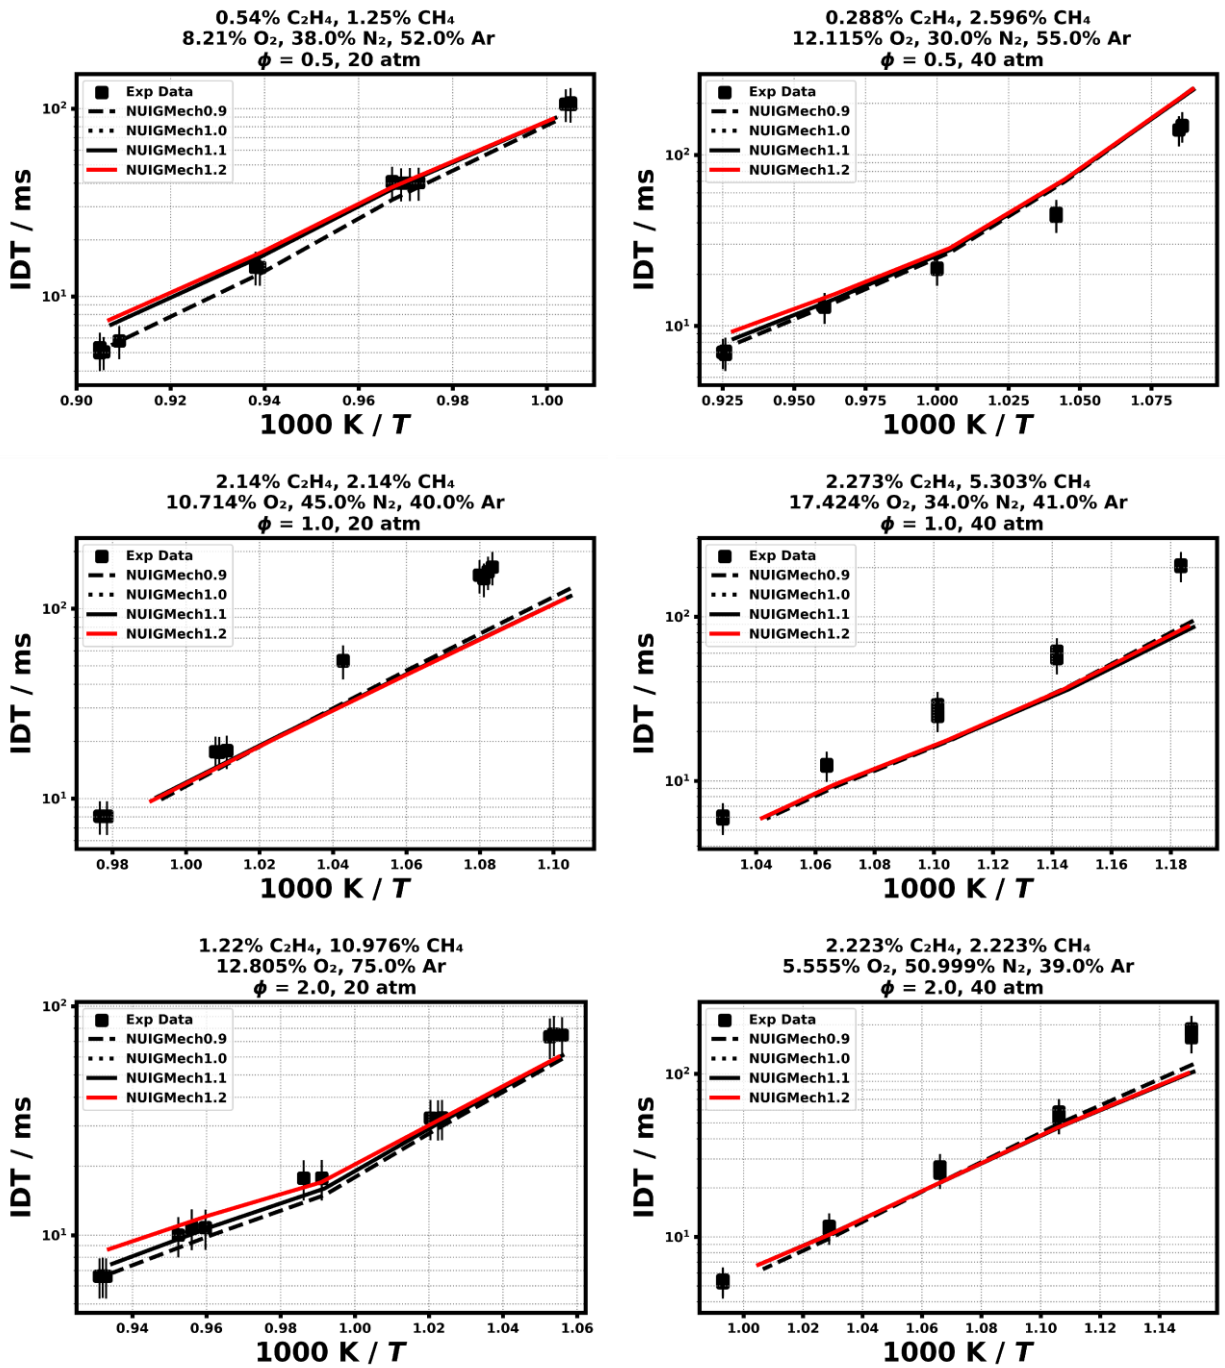 0.54% C₂H₄, 1.25% CH₄
8.21% O₂, 38.0% N₂, 52.0% Ar
ϕ = 0.5, 20 atm
10²
10¹
IDT / ms
Exp Data
NUIGMech0.9
NUIGMech1.0
NUIGMech1.1
NUIGMech1.2
0.90 0.92 0.94 0.96 0.98 1.00
1000 K / T
0.288% C₂H₄, 2.596% CH₄
12.115% O₂, 30.0% N₂, 55.0% Ar
ϕ = 0.5, 40 atm
10²
10¹
IDT / ms
Exp Data
NUIGMech0.9
NUIGMech1.0
NUIGMech1.1
NUIGMech1.2
0.925 0.950 0.975 1.000 1.025 1.050 1.075
1000 K / T
2.14% C₂H₄, 2.14% CH₄
10.714% O₂, 45.0% N₂, 40.0% Ar
ϕ = 1.0, 20 atm
10²
10¹
IDT / ms
Exp Data
NUIGMech0.9
NUIGMech1.0
NUIGMech1.1
NUIGMech1.2
0.98 1.00 1.02 1.04 1.06 1.08 1.10
1000 K / T
2.273% C₂H₄, 5.303% CH₄
17.424% O₂, 34.0% N₂, 41.0% Ar
ϕ = 1.0, 40 atm
10²
10¹
IDT / ms
Exp Data
NUIGMech0.9
NUIGMech1.0
NUIGMech1.1
NUIGMech1.2
1.04 1.06 1.08 1.10 1.12 1.14 1.16 1.18
1000 K / T
1.22% C₂H₄, 10.976% CH₄
12.805% O₂, 75.0% Ar
ϕ = 2.0, 20 atm
10²
10¹
IDT / ms
Exp Data
NUIGMech0.9
NUIGMech1.0
NUIGMech1.1
NUIGMech1.2
0.94 0.96 0.98 1.00 1.02 1.04 1.06
1000 K / T
2.223% C₂H₄, 2.223% CH₄
5.555% O₂, 50.999% N₂, 39.0% Ar
ϕ = 2.0, 40 atm
10²
10¹
IDT / ms
Exp Data
NUIGMech0.9
NUIGMech1.0
NUIGMech1.1
NUIGMech1.2
1.00 1.02 1.04 1.06 1.08 1.10 1.12 1.14
1000 K / T